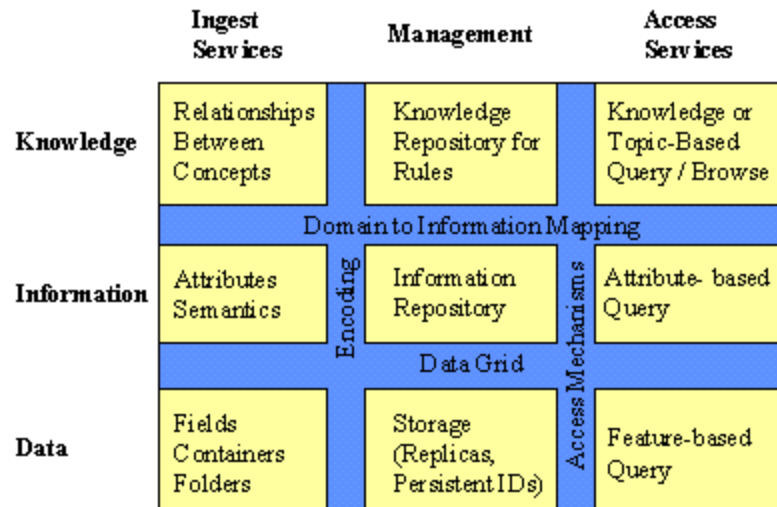 Ingest
Services
Management
Access
Services
Knowledge
Relationships
Between
Concepts
Knowledge
Repository for
Rules
Knowledge or
Topic-Based
Query / Browse
Domain to Information Mapping
Information
Attributes
Semantics
Encoding
Information
Repository
Access Mechanisms
Attribute- based
Query
Data Grid
Data
Fields
Containers
Folders
Storage
(Replicas,
Persistent IDs)
Feature-based
Query